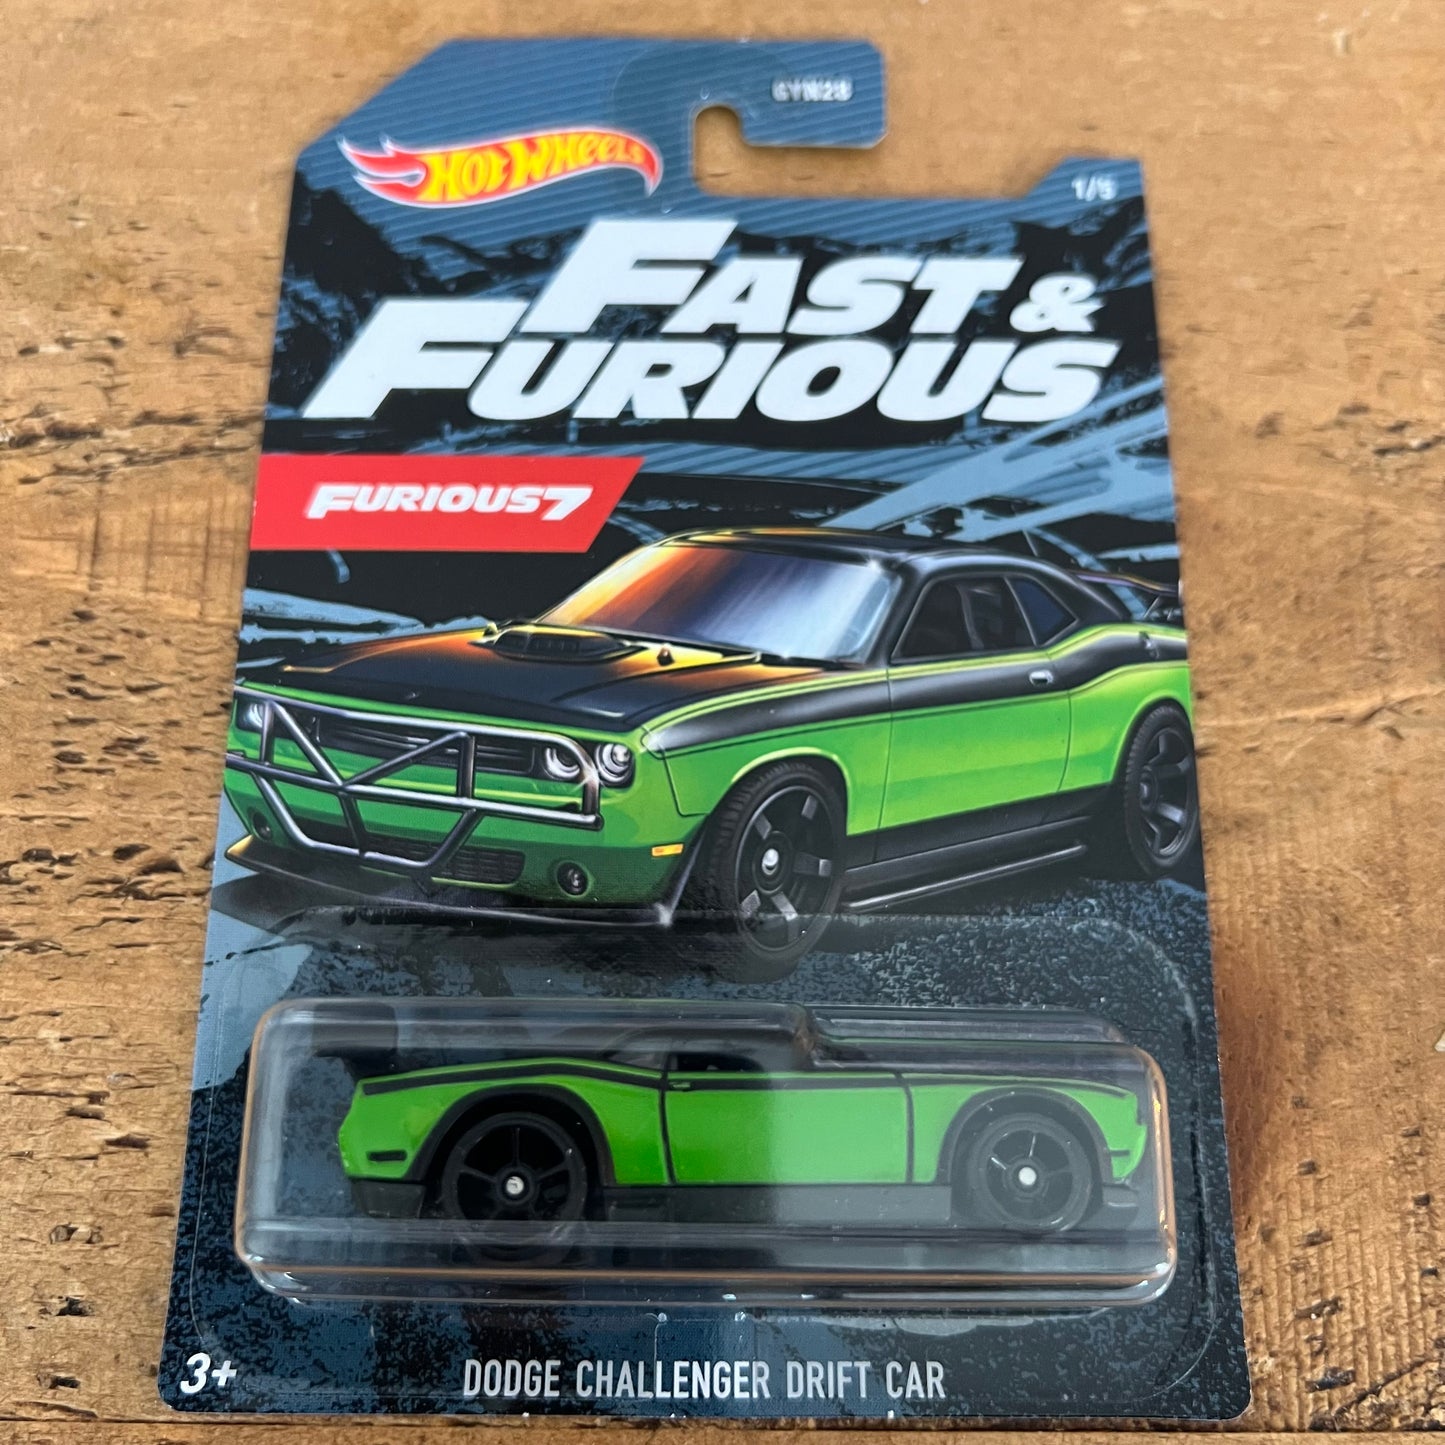 GYN28
HOT WHEELS
1/5
FAST &
FURIOUS
FURIOUS 7
3+
DODGE CHALLENGER DRIFT CAR